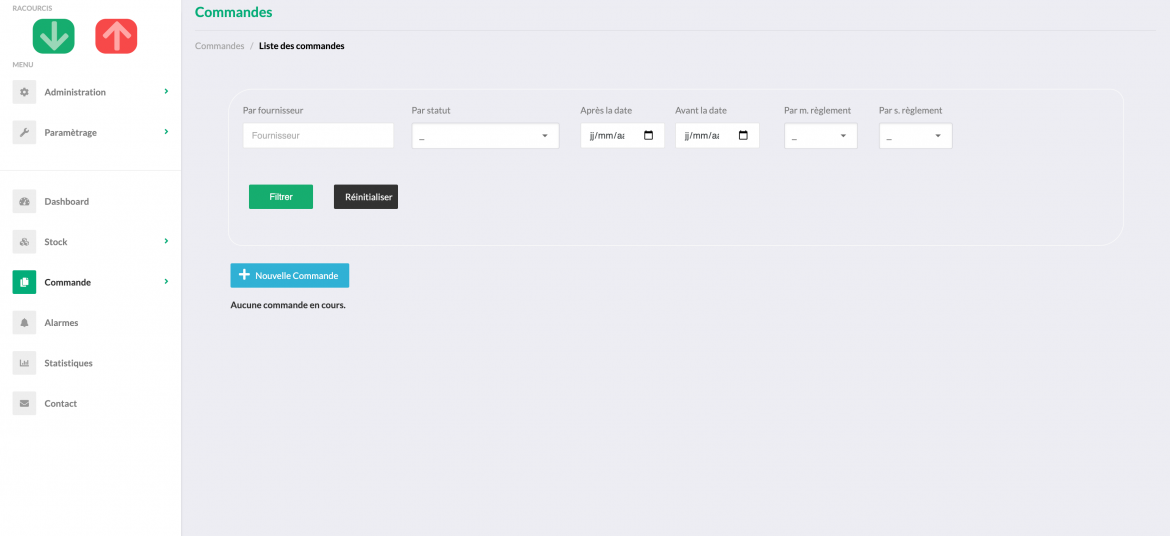 RACOURCIS
MENU
Administration
Paramètrage
Dashboard
Stock
Commande
Alarmes
Statistiques
Contact
Commandes
Commandes / Liste des commandes
Par fournisseur Par statut Après la date Avant la date Par m. règlement Par s. règlement
Fournisseur _ jj/mm/aa jj/mm/aa _ _
Filtrer Réinitialiser
Nouvelle Commande
Aucune commande en cours.